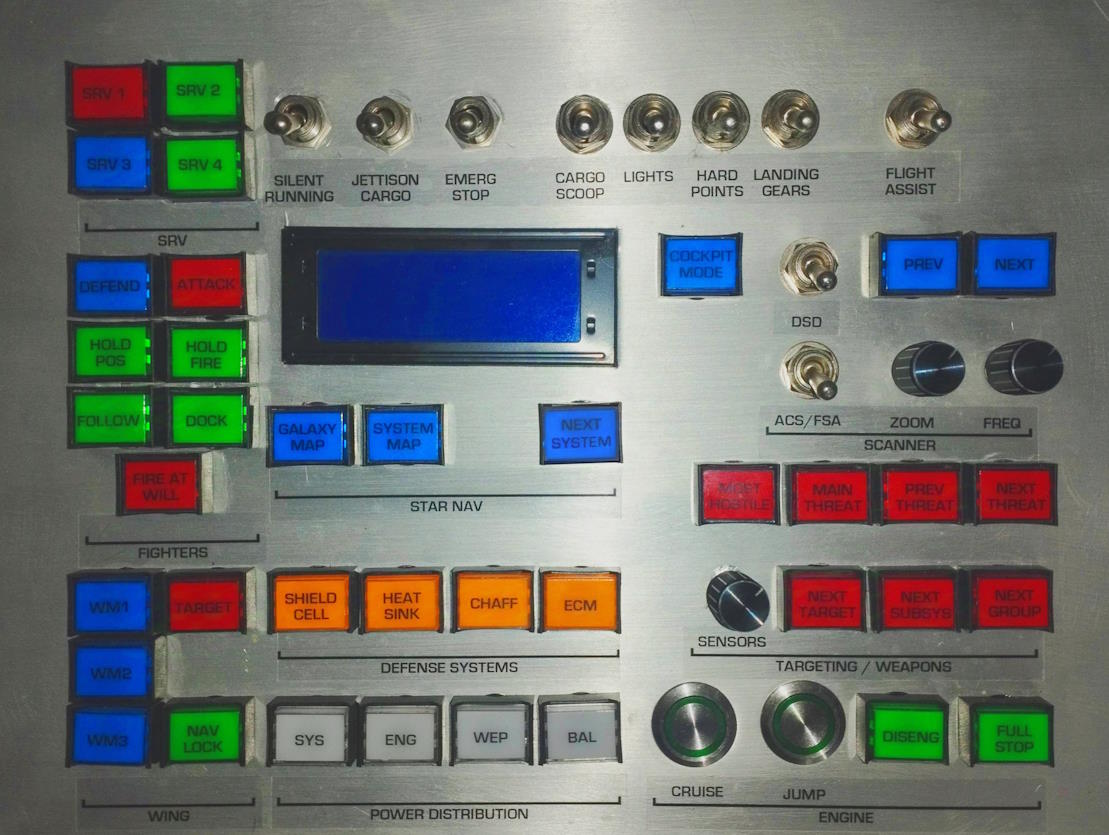 SRV 1
SRV 2
SRV 3
SRV 4
SRV
SILENT
RUNNING
JETTISON
CARGO
EMERG
STOP
CARGO
SCOOP
LIGHTS
HARD
POINTS
LANDING
GEARS
FLIGHT
ASSIST
DEFEND
ATTACK
HOLD
POS
HOLD
FIRE
FOLLOW
DOCK
FIRE AT
WILL
FIGHTERS
COCKPIT
MODE
DSD
PREV
NEXT
ACS/FSA
ZOOM
FREQ
SCANNER
GALAXY
MAP
SYSTEM
MAP
NEXT
SYSTEM
STAR NAV
MOST
HOSTILE
MAIN
THREAT
PREV
THREAT
NEXT
THREAT
SENSORS
NEXT
TARGET
NEXT
SUBSYS
NEXT
GROUP
TARGETING / WEAPONS
WM1
TARGET
WM2
WM3
NAV
LOCK
WING
SHIELD
CELL
HEAT
SINK
CHAFF
ECM
DEFENSE SYSTEMS
SYS
ENG
WEP
BAL
POWER DISTRIBUTION
CRUISE
JUMP
DISENG
FULL
STOP
ENGINE